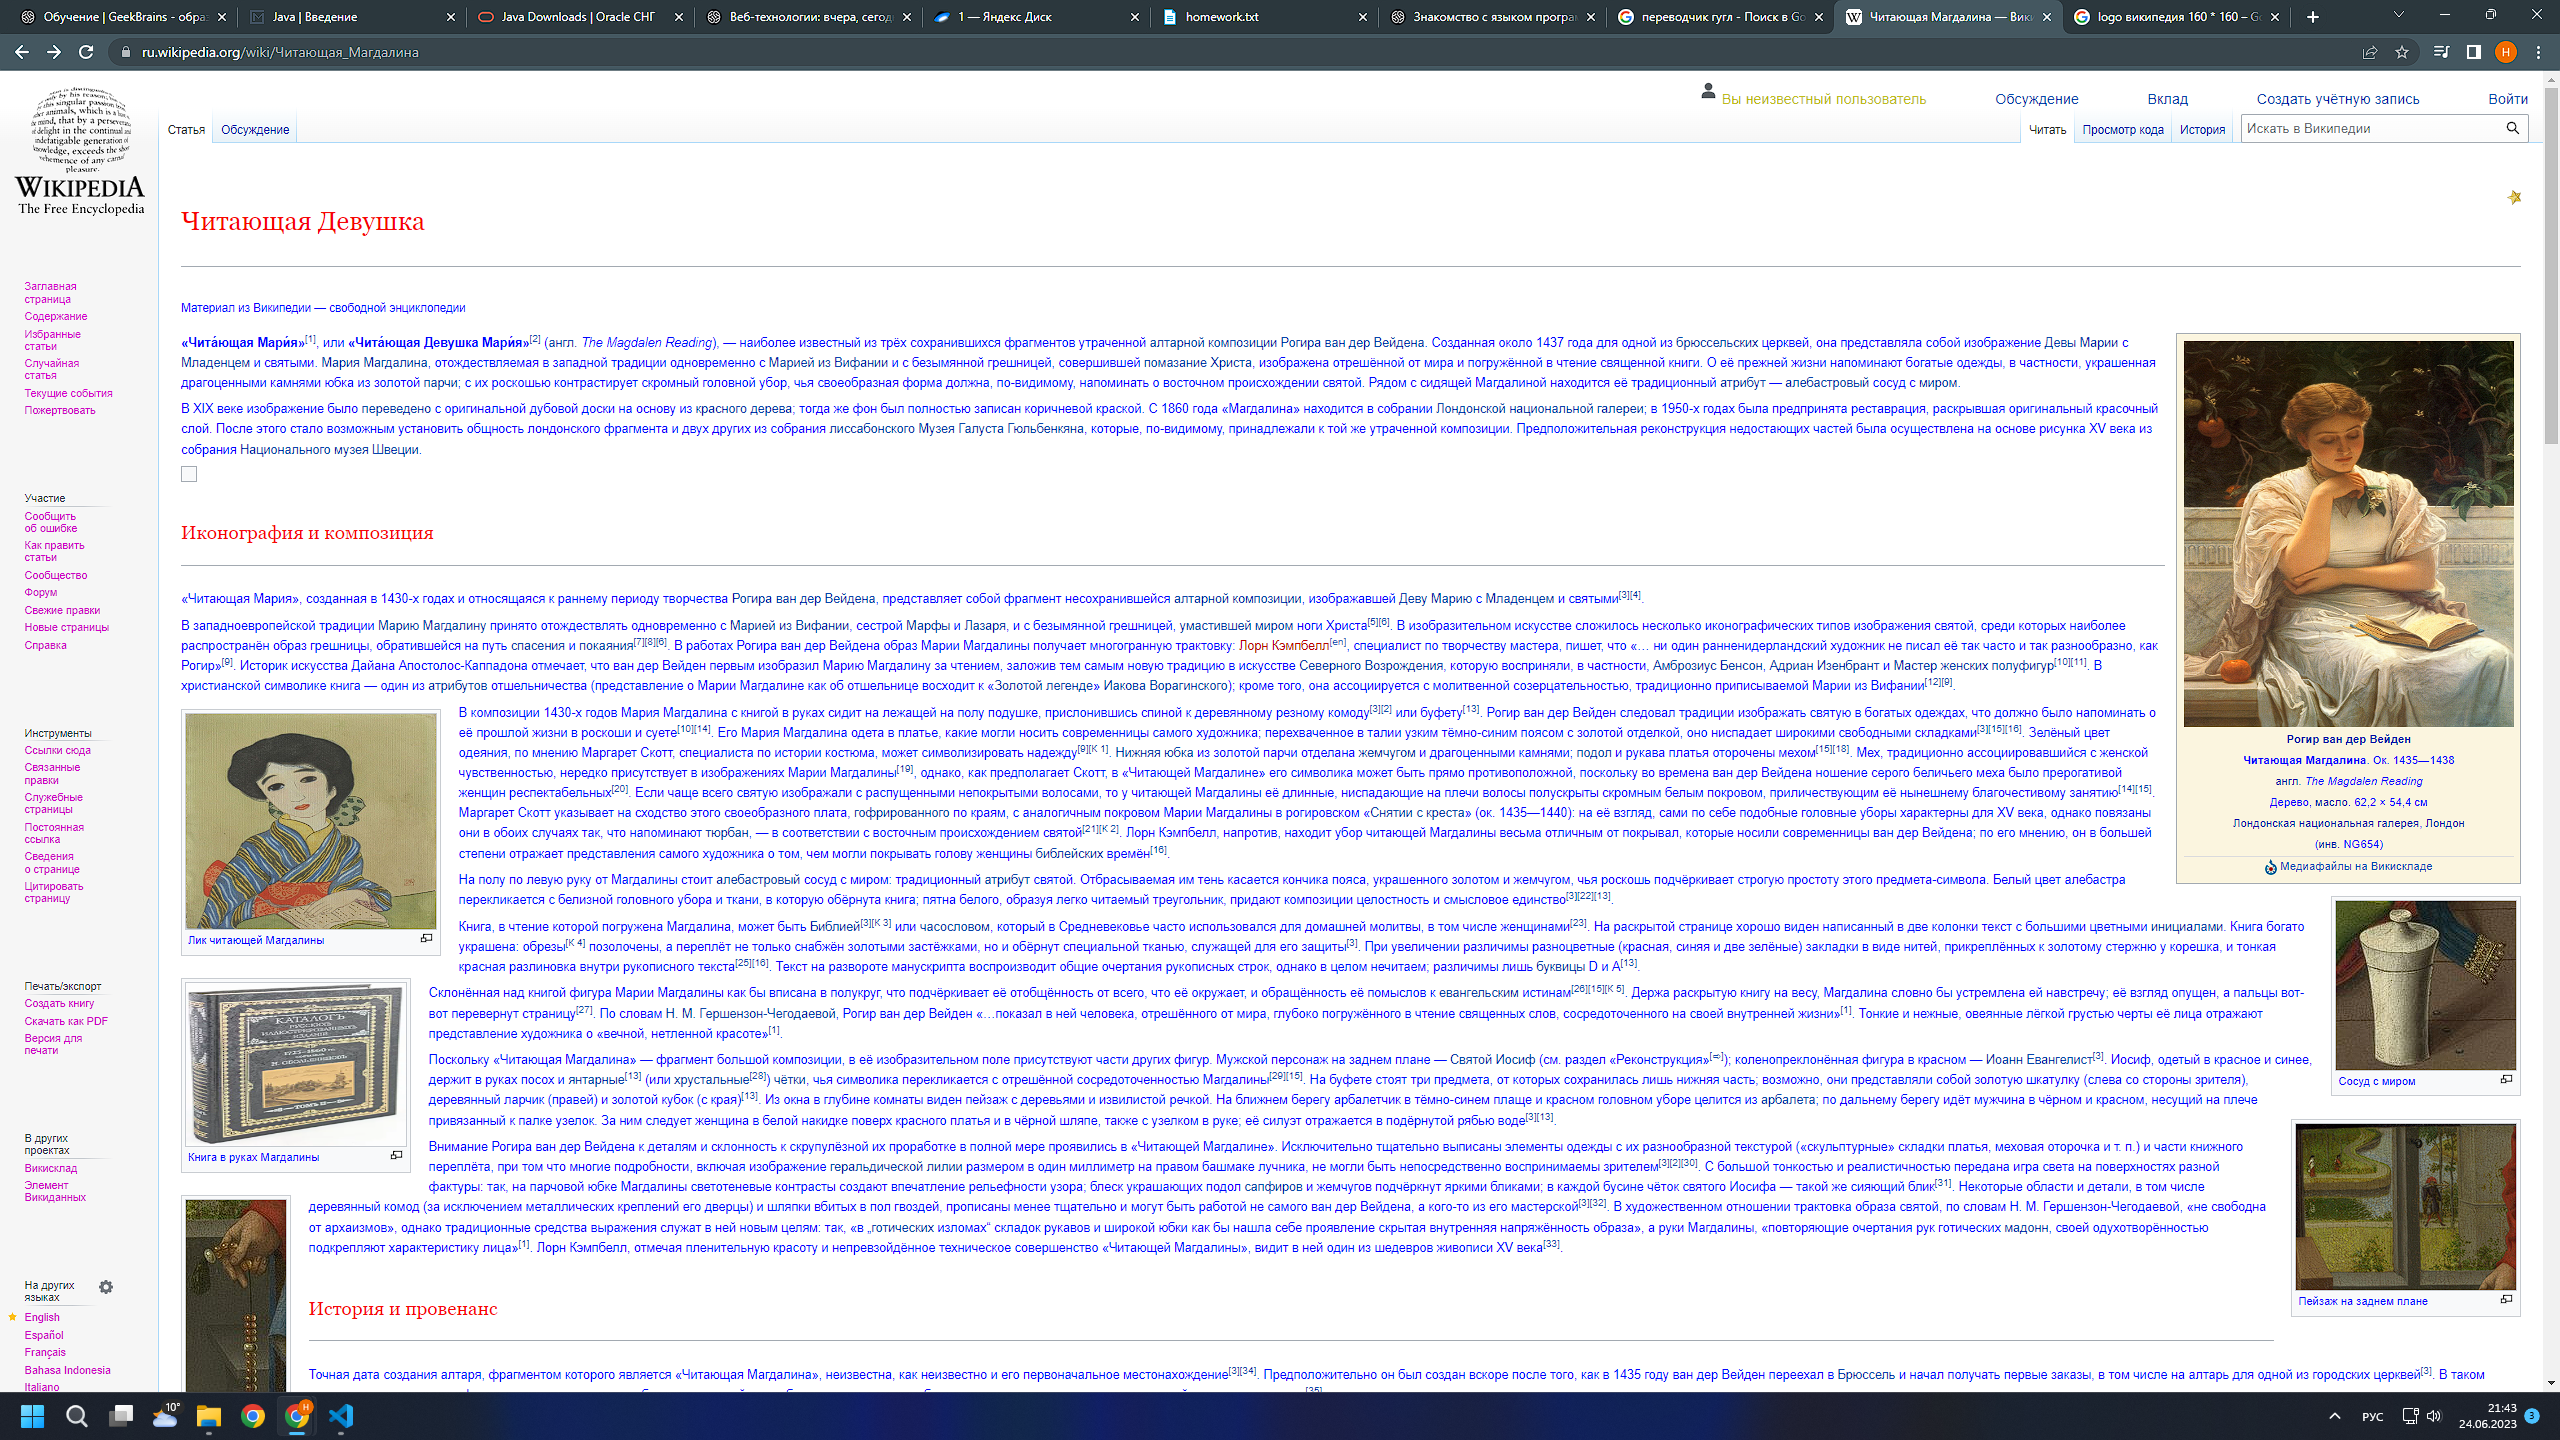 Обучение | GeekBrains - обра
Java | Введение
Java Downloads | Oracle СНГ
Веб-технологии: вчера, сегод
1 — Яндекс Диск
homework.txt
Знакомство с языком програ
переводчик гугл - Поиск в Go
Читающая Магдалина — Вик
logo википедия 160 * 160 – Go
ru.wikipedia.org/wiki/Читающая_Магдалина
Вы неизвестный пользователь
Обсуждение
Вклад
Создать учётную запись
Войти
Статья
Обсуждение
Читать
Просмотр кода
История
Искать в Википедии
WIKIPEDIA
The Free Encyclopedia
Читающая Девушка
Материал из Википедии — свободной энциклопедии
«Чита́ющая Мари́я»[1], или «Чита́ющая Девушка Мари́я»[2] (англ. The Magdalen Reading), — наиболее известный из трёх сохранившихся фрагментов утраченной алтарной композиции Рогира ван дер Вейдена. Созданная около 1437 года для одной из брюссельских церквей, она представляла собой изображение Девы Марии с
Младенцем и святыми. Мария Магдалина, отождествляемая в западной традиции одновременно с Марией из Вифании и с безымянной грешницей, совершившей помазание Христа, изображена отрешённой от мира и погружённой в чтение священной книги. О её прежней жизни напоминают богатые одежды, в частности, украшенная
драгоценными камнями юбка из золотой парчи; с их роскошью контрастирует скромный головной убор, чья своеобразная форма должна, по-видимому, напоминать о восточном происхождении святой. Рядом с сидящей Магдалиной находится её традиционный атрибут — алебастровый сосуд с миром.
В XIX веке изображение было переведено с оригинальной дубовой доски на основу из красного дерева; тогда же фон был полностью записан коричневой краской. С 1860 года «Магдалина» находится в собрании Лондонской национальной галереи; в 1950-х годах была предпринята реставрация, раскрывшая оригинальный красочный
слой. После этого стало возможным установить общность лондонского фрагмента и двух других из собрания лиссабонского Музея Галуста Гюльбенкяна, которые, по-видимому, принадлежали к той же утраченной композиции. Предположительная реконструкция недостающих частей была осуществлена на основе рисунка XV века из
собрания Национального музея Швеции.
Иконография и композиция
«Читающая Мария», созданная в 1430-х годах и относящаяся к раннему периоду творчества Рогира ван дер Вейдена, представляет собой фрагмент несохранившейся алтарной композиции, изображавшей Деву Марию с Младенцем и святыми[3][4].
В западноевропейской традиции Марию Магдалину принято отождествлять одновременно с Марией из Вифании, сестрой Марфы и Лазаря, и с безымянной грешницей, умастившей миром ноги Христа[5][6]. В изобразительном искусстве сложилось несколько иконографических типов изображения святой, среди которых наиболее
распространён образ грешницы, обратившейся на путь спасения и покаяния[7][8][6]. В работах Рогира ван дер Вейдена образ Марии Магдалины получает многогранную трактовку: Лорн Кэмпбелл[en], специалист по творчеству мастера, пишет, что «… ни один ранненидерландский художник не писал её так часто и так разнообразно, как
Рогир»[9]. Историк искусства Дайана Апостолос-Каппадона отмечает, что ван дер Вейден первым изобразил Марию Магдалину за чтением, заложив тем самым новую традицию в искусстве Северного Возрождения, которую восприняли, в частности, Амброзиус Бенсон, Адриан Изенбрант и Мастер женских полуфигур[10][11]. В
христианской символике книга — один из атрибутов отшельничества (представление о Марии Магдалине как об отшельнице восходит к «Золотой легенде» Иакова Ворагинского); кроме того, она ассоциируется с молитвенной созерцательностью, традиционно приписываемой Марии из Вифании[12][9].
В композиции 1430-х годов Мария Магдалина с книгой в руках сидит на лежащей на полу подушке, прислонившись спиной к деревянному резному комоду[3][2] или буфету[13]. Рогир ван дер Вейден следовал традиции изображать святую в богатых одеждах, что должно было напоминать о
её прошлой жизни в роскоши и суете[10][14]. Его Мария Магдалина одета в платье, какие могли носить современницы самого художника; перехваченное в талии узким тёмно-синим поясом с золотой отделкой, оно ниспадает широкими свободными складками[3][15][16]. Зелёный цвет
одеяния, по мнению Маргарет Скотт, специалиста по истории костюма, может символизировать надежду[9][К 1]. Нижняя юбка из золотой парчи отделана жемчугом и драгоценными камнями; подол и рукава платья оторочены мехом[15][18]. Мех, традиционно ассоциировавшийся с женской
чувственностью, нередко присутствует в изображениях Марии Магдалины[19], однако, как предполагает Скотт, в «Читающей Магдалине» его символика может быть прямо противоположной, поскольку во времена ван дер Вейдена ношение серого беличьего меха было прерогативой
женщин респектабельных[20]. Если чаще всего святую изображали с распущенными непокрытыми волосами, то у читающей Магдалины её длинные, ниспадающие на плечи волосы полускрыты скромным белым покровом, приличествующим её нынешнему благочестивому занятию[14][15].
Маргарет Скотт указывает на сходство этого своеобразного плата, гофрированного по краям, с аналогичным покровом Марии Магдалины в рогировском «Снятии с креста» (ок. 1435—1440): на её взгляд, сами по себе подобные головные уборы характерны для XV века, однако повязаны
они в обоих случаях так, что напоминают тюрбан, — в соответствии с восточным происхождением святой[21][К 2]. Лорн Кэмпбелл, напротив, находит убор читающей Магдалины весьма отличным от покрывал, которые носили современницы ван дер Вейдена; по его мнению, он в большей
степени отражает представления самого художника о том, чем могли покрывать голову женщины библейских времён[16].
На полу по левую руку от Магдалины стоит алебастровый сосуд с миром: традиционный атрибут святой. Отбрасываемая им тень касается кончика пояса, украшенного золотом и жемчугом, чья роскошь подчёркивает строгую простоту этого предмета-символа. Белый цвет алебастра
перекликается с белизной головного убора и ткани, в которую обёрнута книга; пятна белого, образуя легко читаемый треугольник, придают композиции целостность и смысловое единство[3][22][13].
Книга, в чтение которой погружена Магдалина, может быть Библией[3][К 3] или часословом, который в Средневековье часто использовался для домашней молитвы, в том числе женщинами[23]. На раскрытой странице хорошо виден написанный в две колонки текст с большими цветными инициалами. Книга богато
украшена: обрезы[К 4] позолочены, а переплёт не только снабжён золотыми застёжками, но и обёрнут специальной тканью, служащей для его защиты[3]. При увеличении различимы разноцветные (красная, синяя и две зелёные) закладки в виде нитей, прикреплённых к золотому стержню у корешка, и тонкая
красная разлиновка внутри рукописного текста[25][16]. Текст на развороте манускрипта воспроизводит общие очертания рукописных строк, однако в целом нечитаем; различимы лишь буквицы D и A[13].
Склонённая над книгой фигура Марии Магдалины как бы вписана в полукруг, что подчёркивает её отобщённость от всего, что её окружает, и обращённость её помыслов к евангельским истинам[26][15][К 5]. Держа раскрытую книгу на весу, Магдалина словно бы устремлена ей навстречу; её взгляд опущен, а пальцы вот-
вот перевернут страницу[27]. По словам Н. М. Гершензон-Чегодаевой, Рогир ван дер Вейден «…показал в ней человека, отрешённого от мира, глубоко погружённого в чтение священных слов, сосредоточенного на своей внутренней жизни»[1]. Тонкие и нежные, овеянные лёгкой грустью черты её лица отражают
представление художника о «вечной, нетленной красоте»[1].
Поскольку «Читающая Магдалина» — фрагмент большой композиции, в её изобразительном поле присутствуют части других фигур. Мужской персонаж на заднем плане — Святой Иосиф (см. раздел «Реконструкция»[⇨]); коленопреклонённая фигура в красном — Иоанн Евангелист[3]. Иосиф, одетый в красное и синее,
держит в руках посох и янтарные[13] (или хрустальные[28]) чётки, чья символика перекликается с отрешённой сосредоточенностью Магдалины[29][15]. На буфете стоят три предмета, от которых сохранилась лишь нижняя часть; возможно, они представляли собой золотую шкатулку (слева со стороны зрителя),
деревянный ларчик (правей) и золотой кубок (с края)[13]. Из окна в глубине комнаты виден пейзаж с деревьями и извилистой речкой. На ближнем берегу арбалетчик в тёмно-синем плаще и красном головном уборе целится из арбалета; по дальнему берегу идёт мужчина в чёрном и красном, несущий на плече
привязанный к палке узелок. За ним следует женщина в белой накидке поверх красного платья и в чёрной шляпе, также с узелком в руке; её силуэт отражается в подёрнутой рябью воде[3][13].
Внимание Рогира ван дер Вейдена к деталям и склонность к скрупулёзной их проработке в полной мере проявились в «Читающей Магдалине». Исключительно тщательно выписаны элементы одежды с их разнообразной текстурой («скульптурные» складки платья, меховая оторочка и т. п.) и части книжного
переплёта, при том что многие подробности, включая изображение геральдической лилии размером в один миллиметр на правом башмаке лучника, не могли быть непосредственно воспринимаемы зрителем[3][2][30]. С большой тонкостью и реалистичностью передана игра света на поверхностях разной
фактуры: так, на парчовой юбке Магдалины светотеневые контрасты создают впечатление рельефности узора; блеск украшающих подол сапфиров и жемчугов подчёркнут яркими бликами; в каждой бусине чёток святого Иосифа — такой же сияющий блик[31]. Некоторые области и детали, в том числе
деревянный комод (за исключением металлических креплений его дверцы) и шляпки вбитых в пол гвоздей, прописаны менее тщательно и могут быть работой не самого ван дер Вейдена, а кого-то из его мастерской[3][32]. В художественном отношении трактовка образа святой, по словам Н. М. Гершензон-Чегодаевой, «не свободна
от архаизмов», однако традиционные средства выражения служат в ней новым целям: так, «в „готических изломах“ складок рукавов и широкой юбки как бы нашла себе проявление скрытая внутренняя напряжённость образа», а руки Магдалины, «повторяющие очертания рук готических мадонн, своей одухотворённостью
подкрепляют характеристику лица»[1]. Лорн Кэмпбелл, отмечая пленительную красоту и непревзойдённое техническое совершенство «Читающей Магдалины», видит в ней один из шедевров живописи XV века[33].
История и провенанс
Точная дата создания алтаря, фрагментом которого является «Читающая Магдалина», неизвестна, как неизвестно и его первоначальное местонахождение[3][34]. Предположительно он был создан вскоре после того, как в 1435 году ван дер Вейден переехал в Брюссель и начал получать первые заказы, в том числе на алтарь для одной из городских церквей[3]. В таком
Рогир ван дер Вейден
Читающая Магдалина. Ок. 1435—1438
англ. The Magdalen Reading
Дерево, масло. 62,2 × 54,4 см
Лондонская национальная галерея, Лондон
(инв. NG654)
Медиафайлы на Викискладе
Лик читающей Магдалины
Книга в руках Магдалины
Сосуд с миром
Пейзаж на заднем плане
Заглавная
страница
Содержание
Избранные
статьи
Случайная
статья
Текущие события
Пожертвовать
Участие
Сообщить
об ошибке
Как править
статьи
Сообщество
Форум
Свежие правки
Новые страницы
Справка
Инструменты
Ссылки сюда
Связанные
правки
Служебные
страницы
Постоянная
ссылка
Сведения
о странице
Цитировать
страницу
Печать/экспорт
Создать книгу
Скачать как PDF
Версия для
печати
В других
проектах
Викисклад
Элемент
Викиданных
На других
языках
English
Español
Français
Bahasa Indonesia
Italiano
10°
РУС
21:43
24.06.2023
3